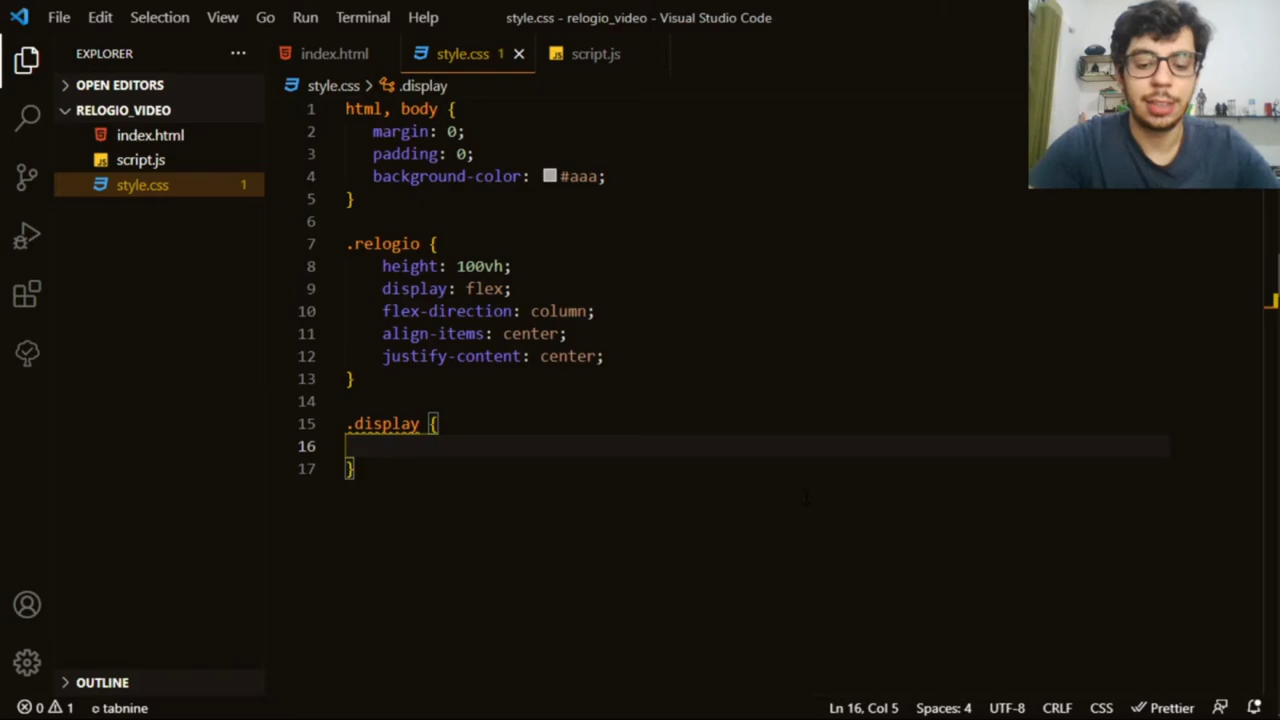 File Edit Selection View Go Run Terminal Help
style.css - relogio_video - Visual Studio Code
EXPLORER
OPEN EDITORS
RELOGIO_VIDEO
index.html
script.js
style.css 1
OUTLINE
index.html
style.css 1
script.js
style.css > .display
1 html, body {
2 margin: 0;
3 padding: 0;
4 background-color: #aaa;
5 }
6
7 .relogio {
8 height: 100vh;
9 display: flex;
10 flex-direction: column;
11 align-items: center;
12 justify-content: center;
13 }
14
15 .display {
16
17 }
0 1 tabnine
Ln 16, Col 5 Spaces: 4 UTF-8 CRLF CSS Prettier